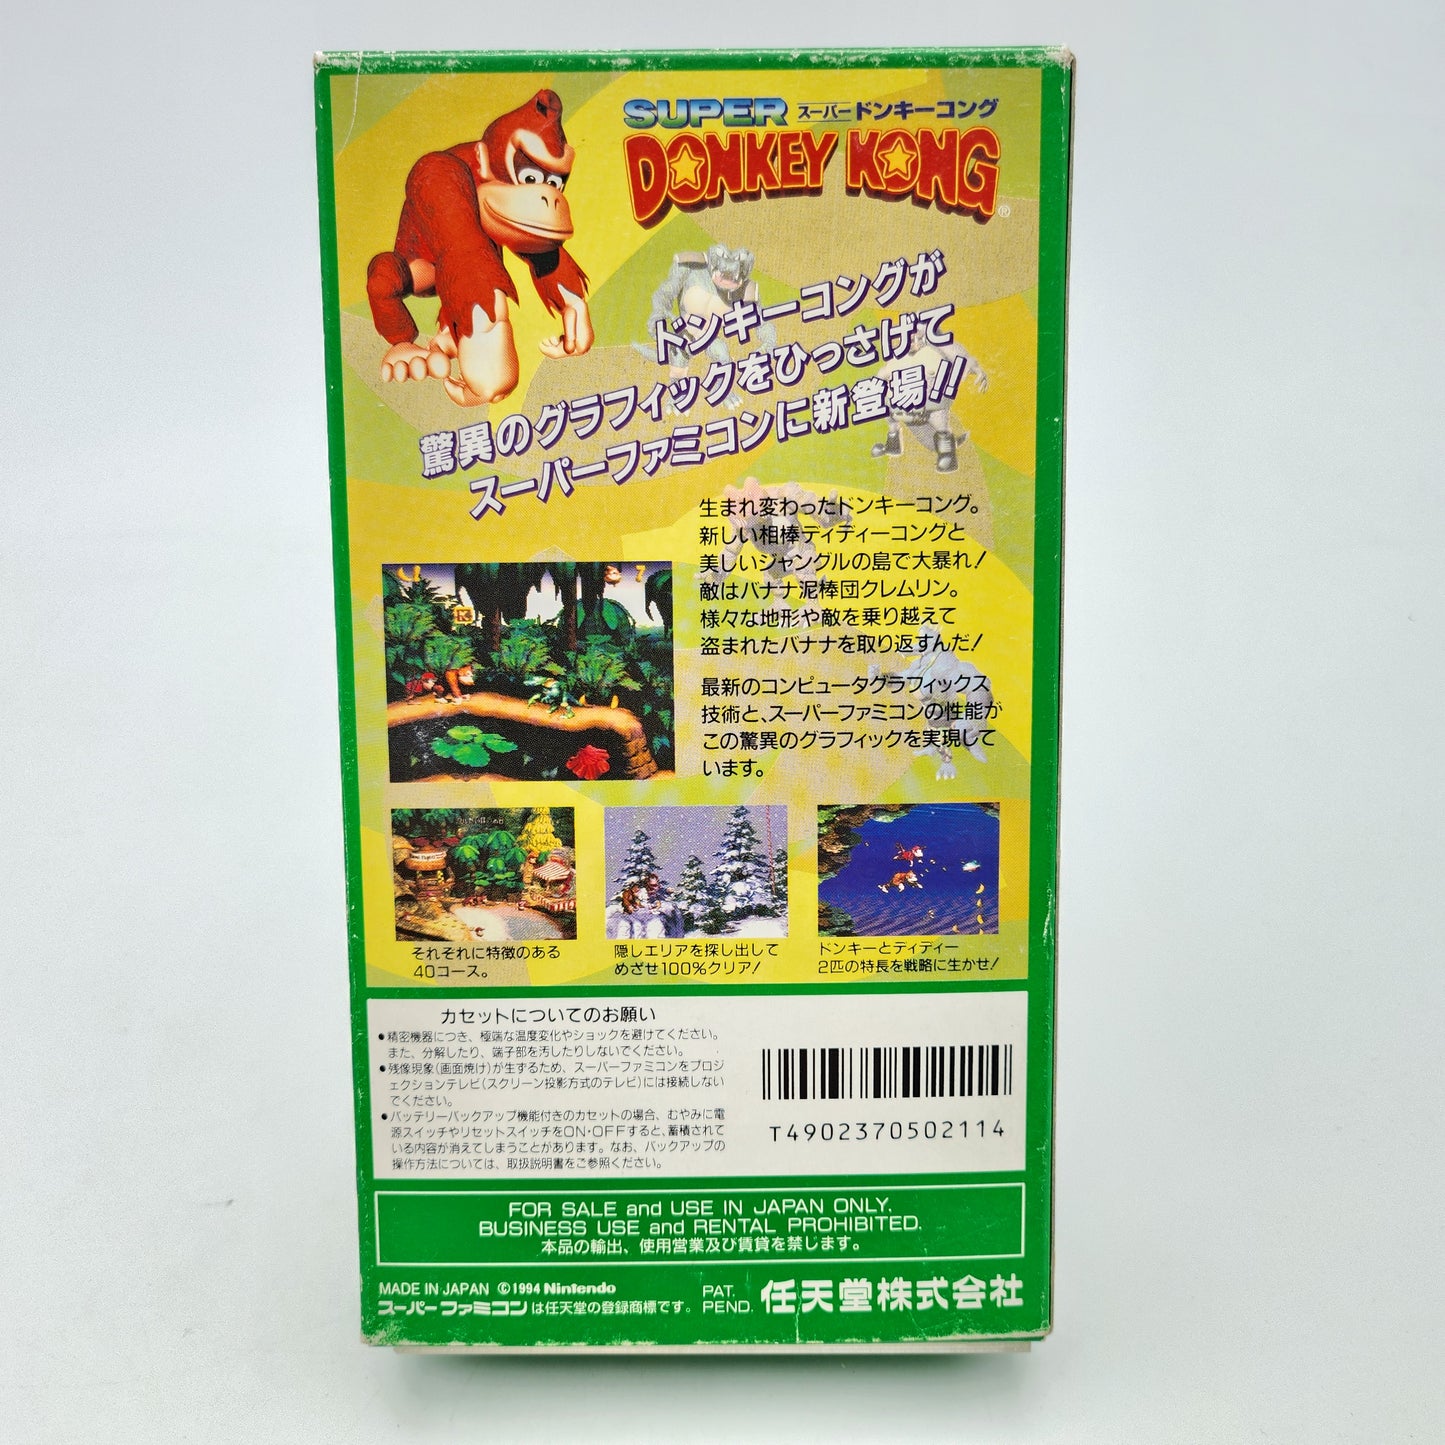 SUPER スーパードンキーコング
DONKEY KONG®
ドンキーコングが
驚異のグラフィックをひっさげて
スーパーファミコンに新登場!!
生まれ変わったドンキーコング。
新しい相棒ディディーコングと
美しいジャングルの島で大暴れ!
敵はバナナ泥棒団クレムリン。
様々な地形や敵を乗り越えて
盗まれたバナナを取り返すんだ!
最新のコンピュータグラフィックス
技術と、スーパーファミコンの性能が
この驚異のグラフィックを実現して
います。
それぞれに特徴のある
40コース。
隠しエリアを探し出して
めざせ100%クリア!
ドンキーとディディー
2匹の特長を戦略に生かせ!
カセットについてのお願い
●精密機器につき、極端な温度変化やショックを避けてください。
また、分解したり、端子部を汚したりしないでください。
●残像現象(画面焼け)が生ずるため、スーパーファミコンをプロジ
ェクションテレビ(スクリーン投影方式のテレビ)には接続しない
でください。
●バッテリーバックアップ機能付きのカセットの場合、むやみに電
源スイッチやリセットスイッチをON・OFFすると、蓄積されて
いる内容が消えてしまうことがあります。なお、バックアップの
操作方法については、取扱説明書をご参照ください。
T4902370502114
FOR SALE and USE IN JAPAN ONLY.
BUSINESS USE and RENTAL PROHIBITED.
本品の輸出、使用営業及び賃貸を禁じます。
MADE IN JAPAN ©1994 Nintendo
スーパーファミコンは任天堂の登録商標です。
PAT.
PEND.
任天堂株式会社